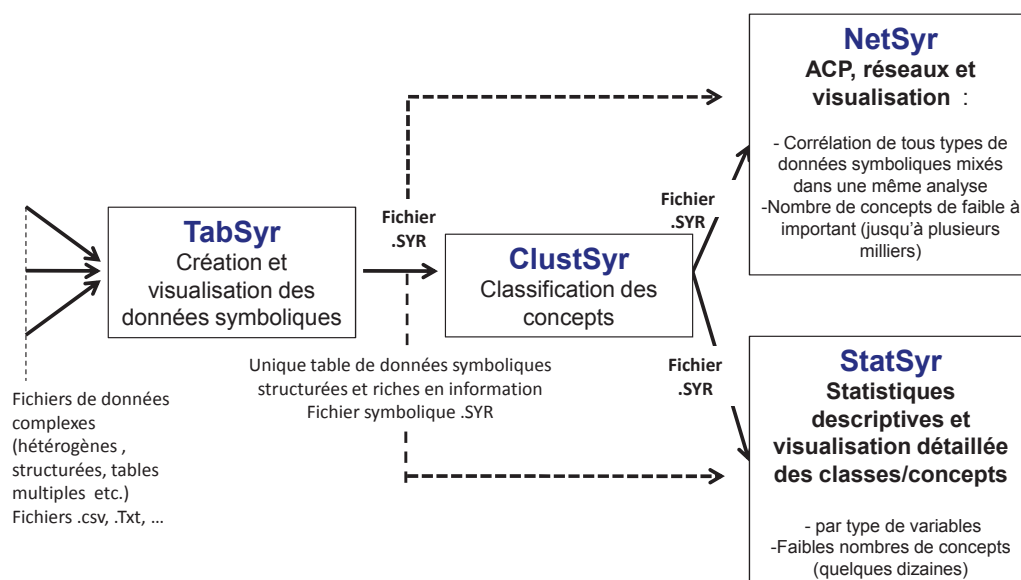 Fichiers de données
complexes
(hétérogènes ,
structurées, tables
multiples etc.)
Fichiers .csv, .Txt, ...
TabSyr
Création et
visualisation des
données symboliques
Fichier
.SYR
Unique table de données symboliques
structurées et riches en information
Fichier symbolique .SYR
ClustSyr
Classification des
concepts
Fichier
.SYR
Fichier
.SYR
NetSyr
ACP, réseaux et
visualisation :
- Corrélation de tous types de
données symboliques mixés
dans une même analyse
-Nombre de concepts de faible à
important (jusqu'à plusieurs
milliers)
StatSyr
Statistiques
descriptives et
visualisation détaillée
des classes/concepts
- par type de variables
-Faibles nombres de concepts
(quelques dizaines)